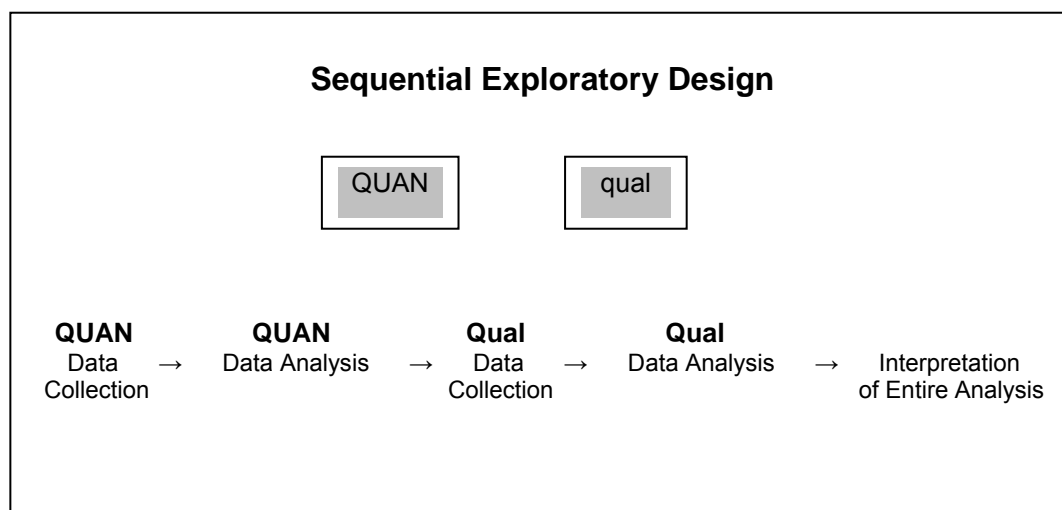 Sequential Exploratory Design
QUAN qual
QUAN QUAN Qual Qual
Data → Data Analysis → Data → Data Analysis → Interpretation
Collection Collection of Entire Analysis